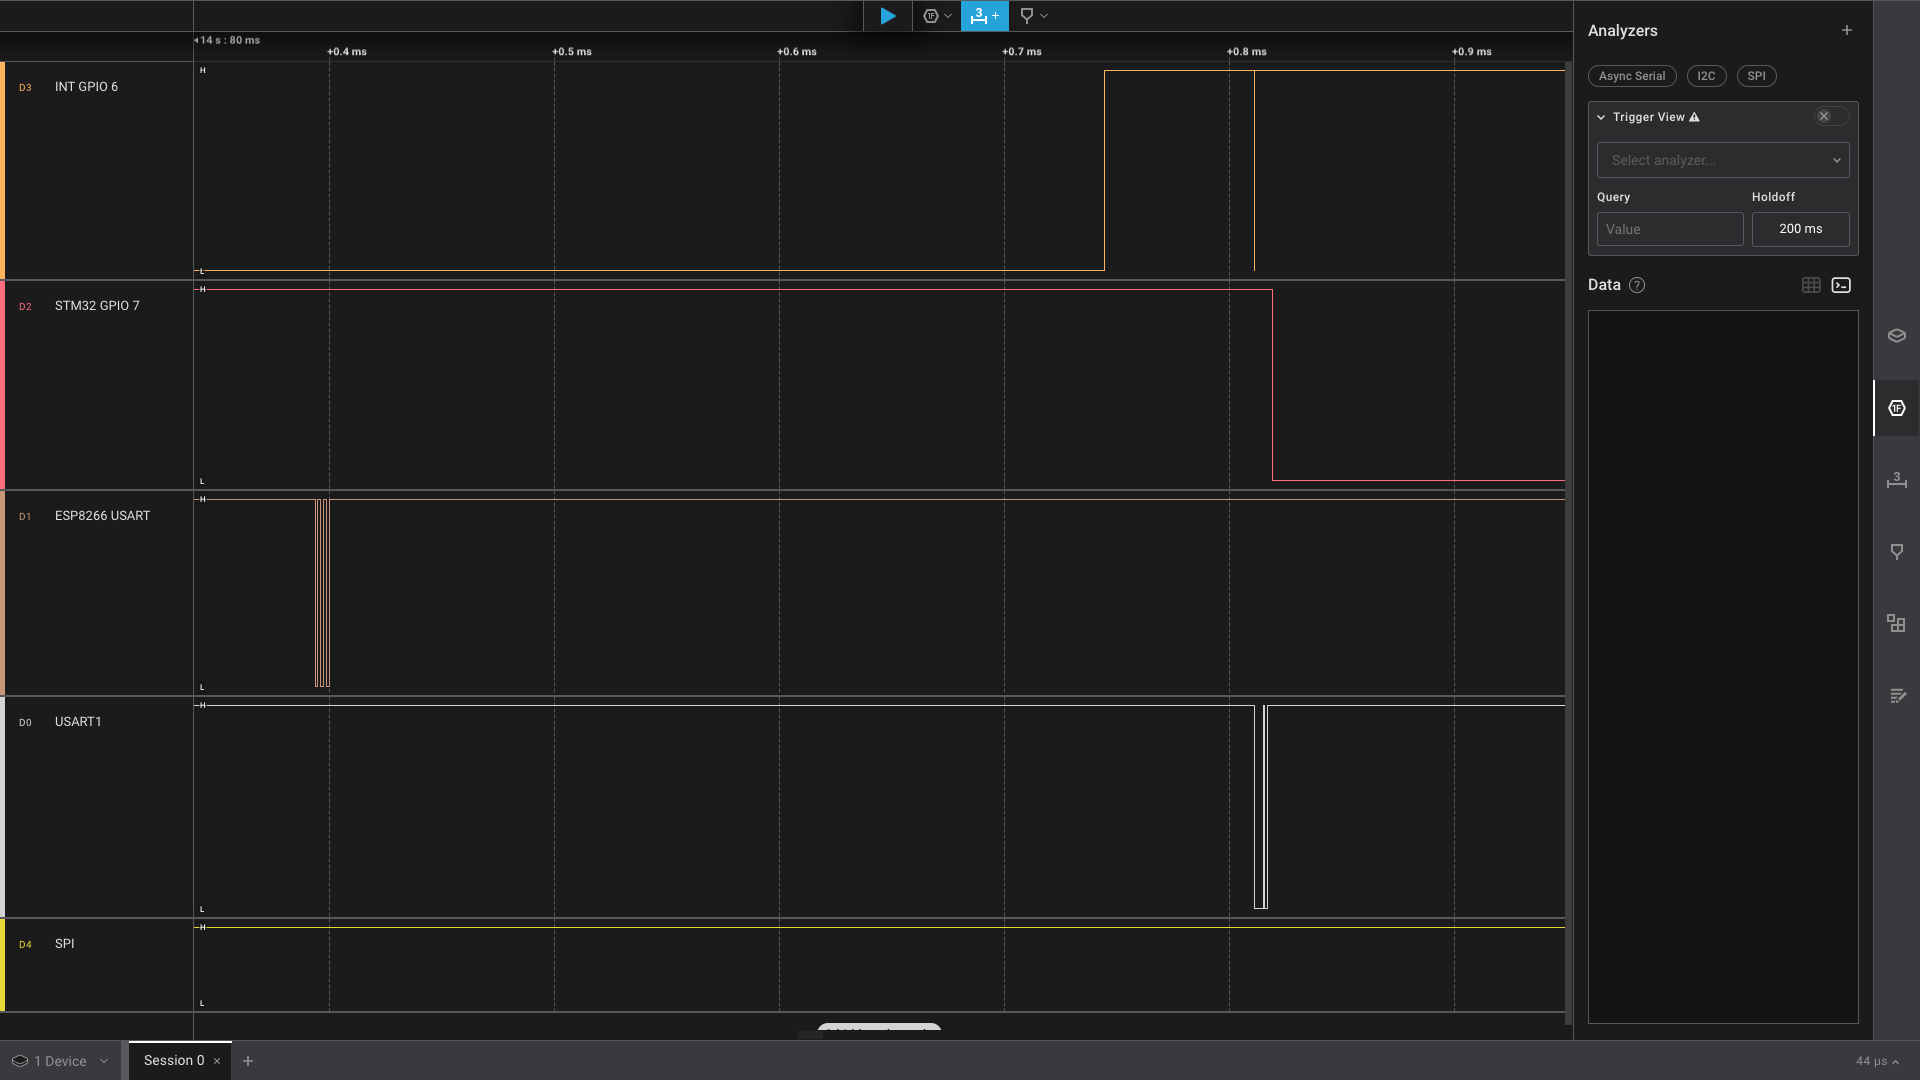 3 +
14 s : 80 ms
+0.4 ms +0.5 ms +0.6 ms +0.7 ms +0.8 ms +0.9 ms
D3 INT GPIO 6
H
L
D2 STM32 GPIO 7
H
L
D1 ESP8266 USART
H
L
D0 USART1
H
L
D4 SPI
H
L
1 Device
Session 0 × +
Analyzers +
Async Serial I2C SPI
Trigger View
Select analyzer...
Query Holdoff
Value 200 ms
Data ?
1F
3
44 µs